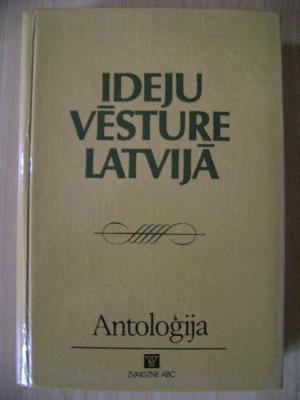 IDEJU
VĒSTURE
LATVIJĀ
Antoloģija
ZVAIGZNE ABC